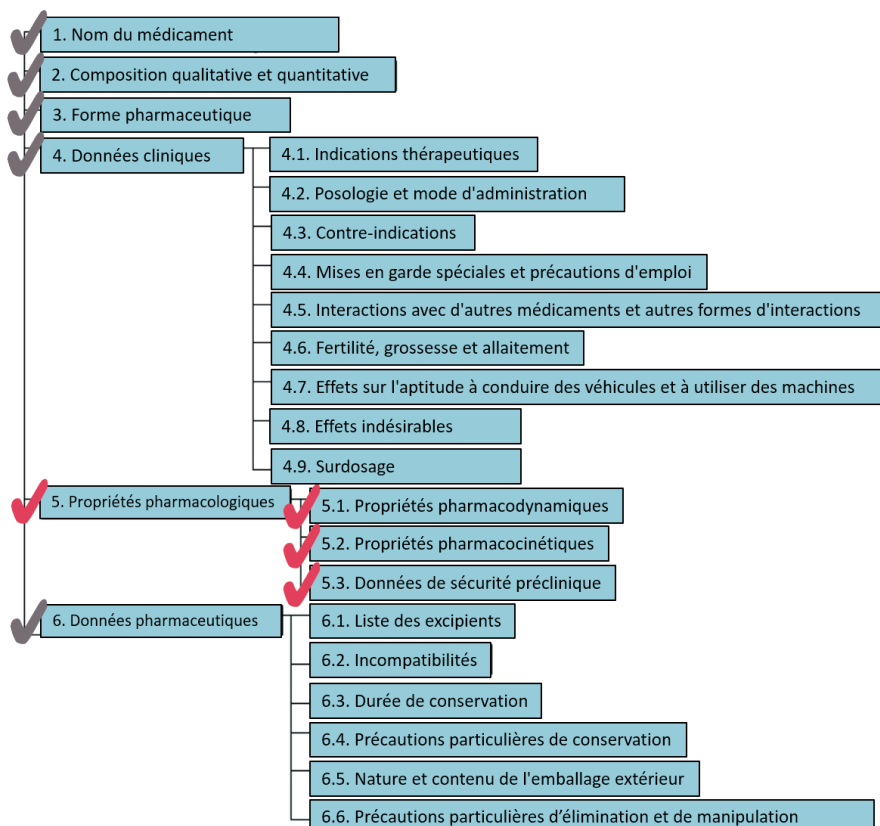 1. Nom du médicament
2. Composition qualitative et quantitative
3. Forme pharmaceutique
4. Données cliniques
4.1. Indications thérapeutiques
4.2. Posologie et mode d'administration
4.3. Contre-indications
4.4. Mises en garde spéciales et précautions d'emploi
4.5. Interactions avec d'autres médicaments et autres formes d'interactions
4.6. Fertilité, grossesse et allaitement
4.7. Effets sur l'aptitude à conduire des véhicules et à utiliser des machines
4.8. Effets indésirables
4.9. Surdosage
5. Propriétés pharmacologiques
5.1. Propriétés pharmacodynamiques
5.2. Propriétés pharmacocinétiques
5.3. Données de sécurité préclinique
6. Données pharmaceutiques
6.1. Liste des excipients
6.2. Incompatibilités
6.3. Durée de conservation
6.4. Précautions particulières de conservation
6.5. Nature et contenu de l'emballage extérieur
6.6. Précautions particulières d’élimination et de manipulation